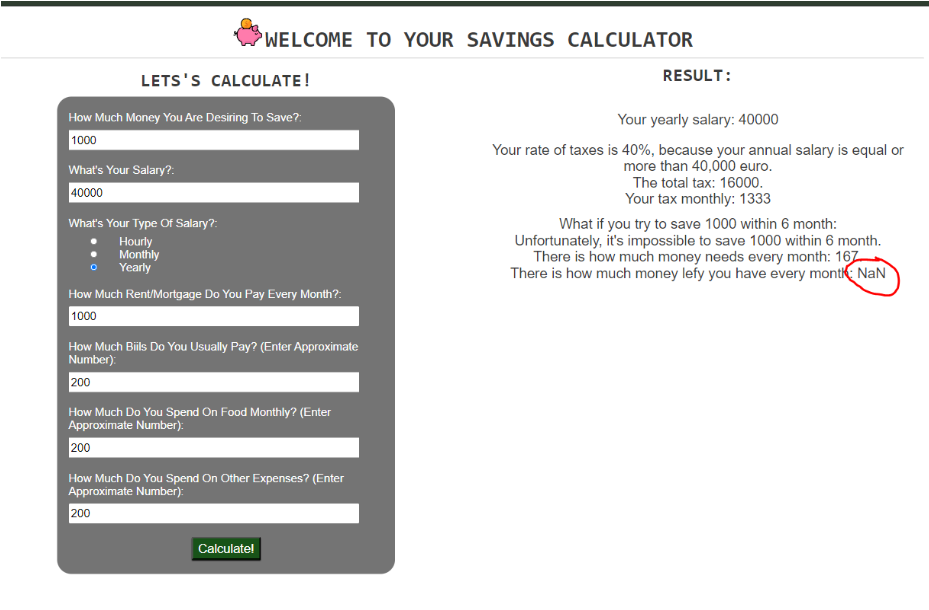 WELCOME TO YOUR SAVINGS CALCULATOR
LETS'S CALCULATE!
How Much Money You Are Desiring To Save?:
1000
What's Your Salary?:
40000
What's Your Type Of Salary?:
Hourly
Monthly
Yearly
How Much Rent/Mortgage Do You Pay Every Month?:
1000
How Much Biils Do You Usually Pay? (Enter Approximate
Number):
200
How Much Do You Spend On Food Monthly? (Enter
Approximate Number):
200
How Much Do You Spend On Other Expenses? (Enter
Approximate Number):
200
Calculate!
RESULT:
Your yearly salary: 40000
Your rate of taxes is 40%, because your annual salary is equal or
more than 40,000 euro.
The total tax: 16000.
Your tax monthly: 1333
What if you try to save 1000 within 6 month:
Unfortunately, it's impossible to save 1000 within 6 month.
There is how much money needs every month: 167
There is how much money lefy you have every month: NaN